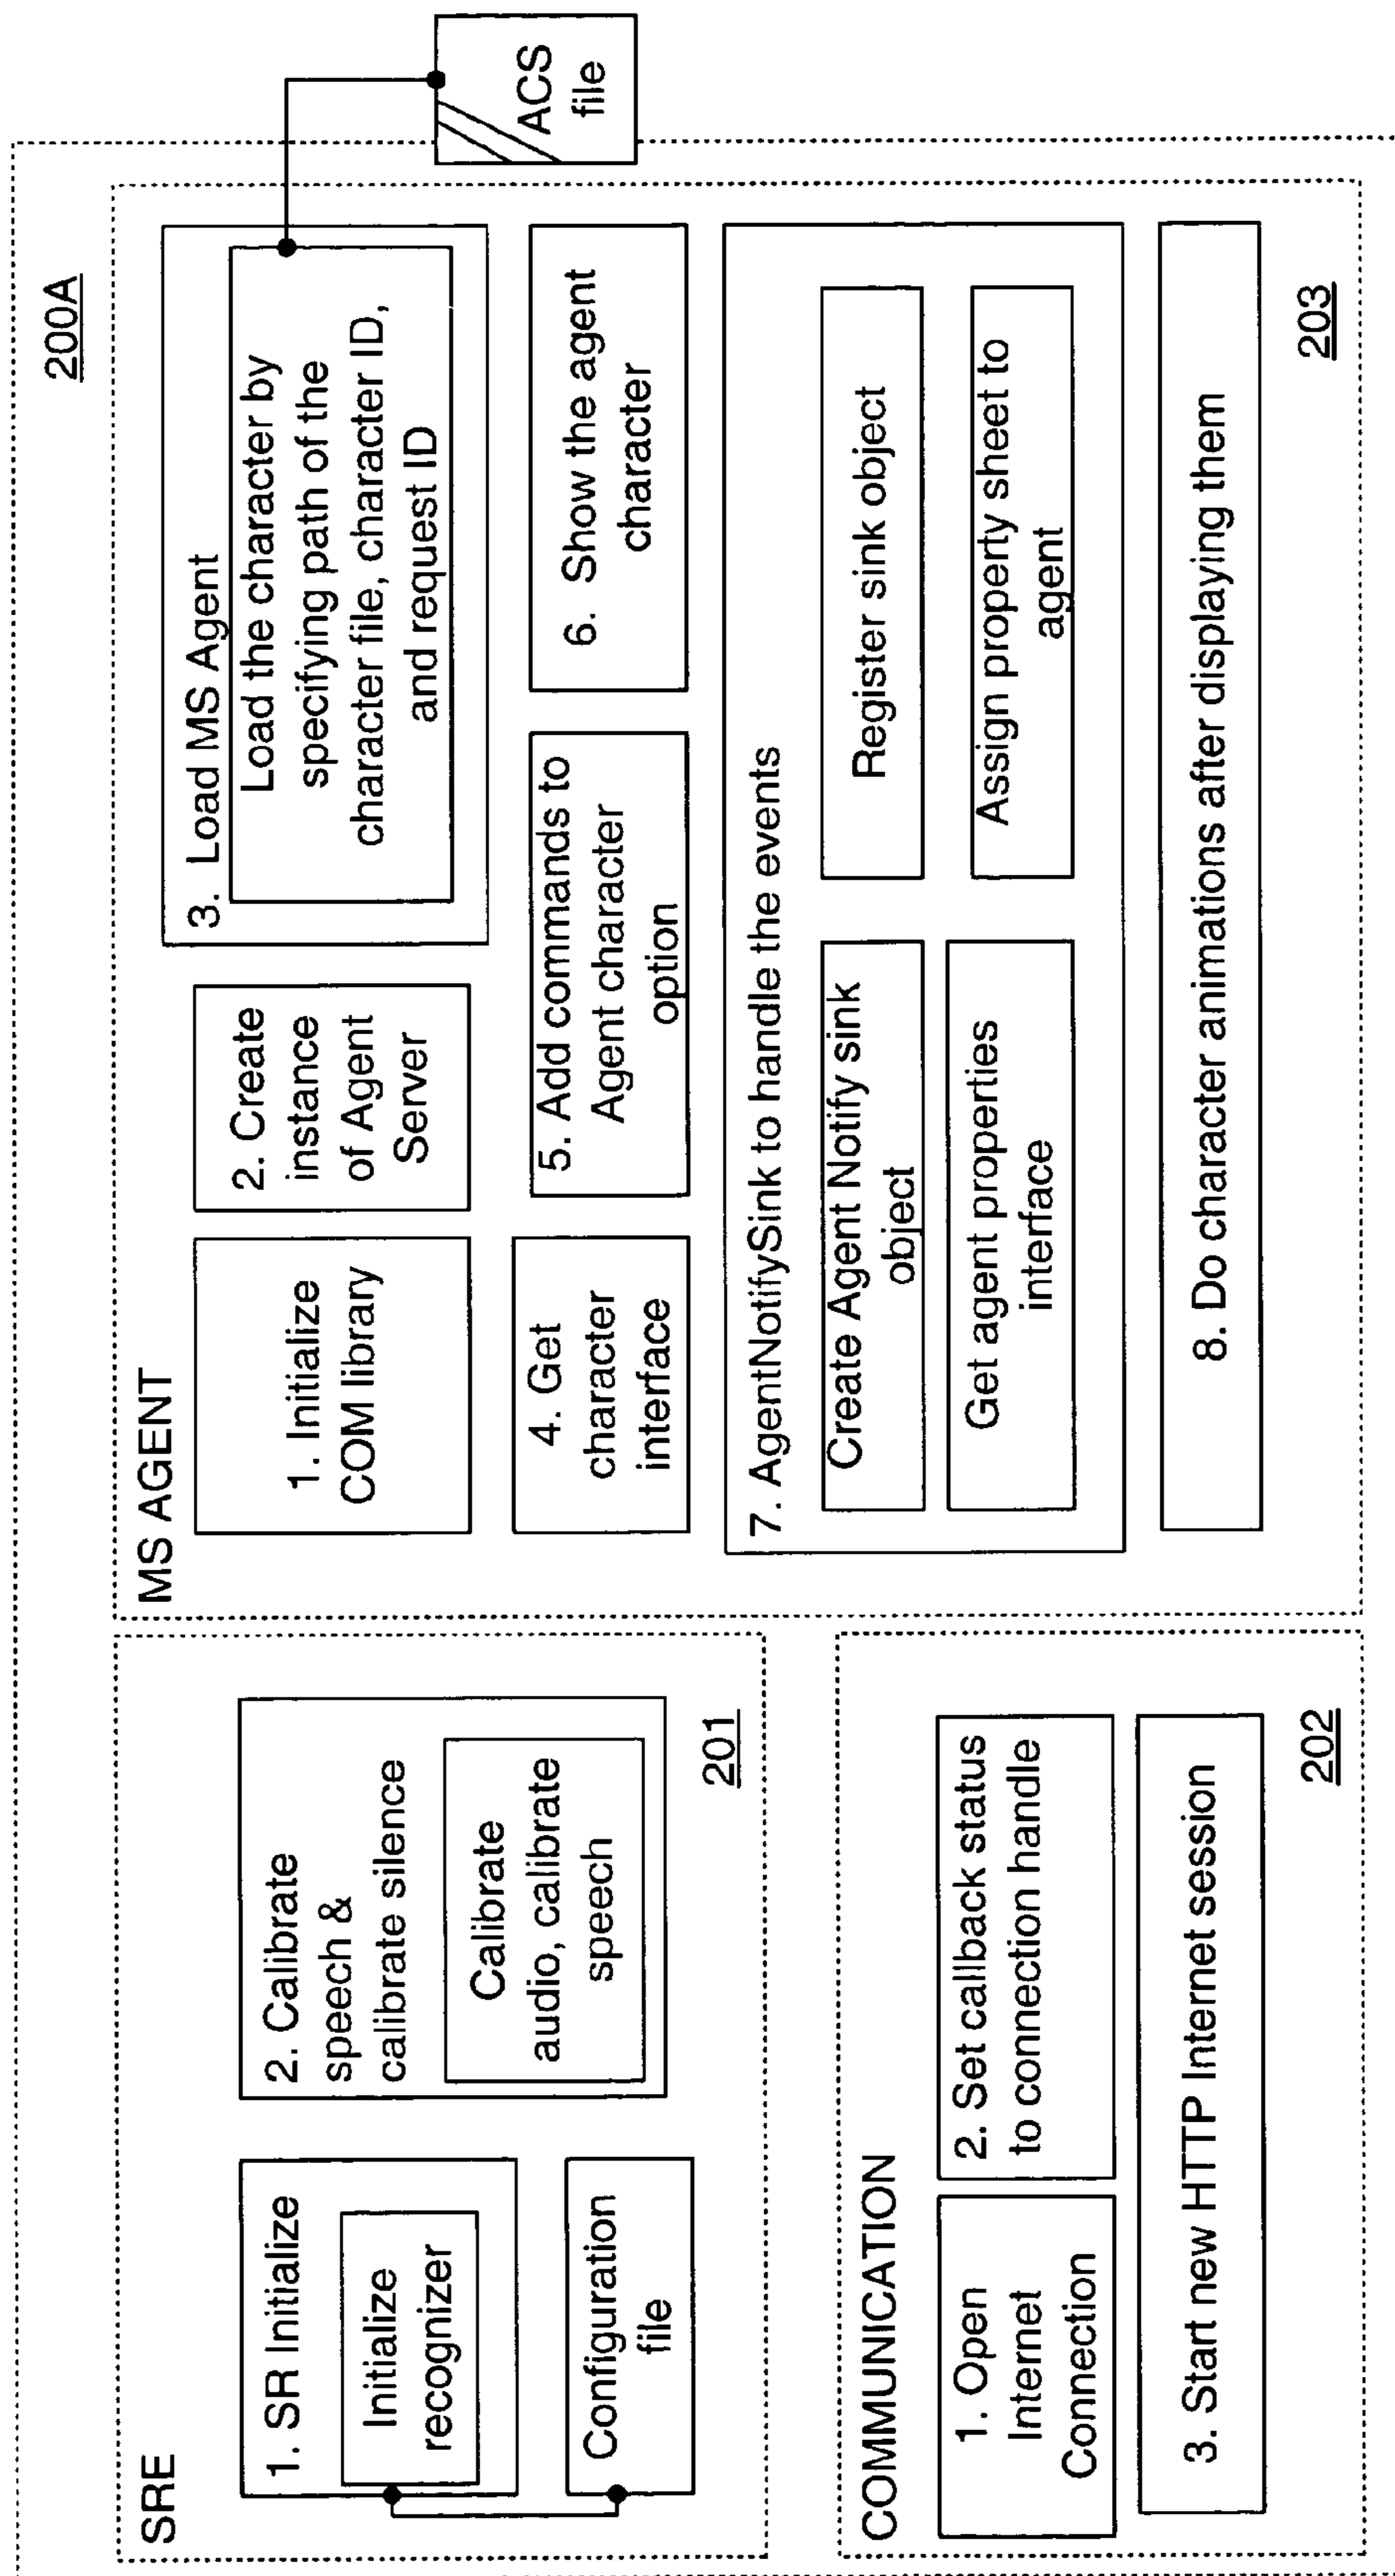 200A
SRE
1. SR Initialize
Initialize
recognizer
Configuration
file
2. Calibrate
speech &
calibrate silence
Calibrate
audio, calibrate
speech
201
COMMUNICATION
1. Open
Internet
Connection
2. Set callback status
to connection handle
3. Start new HTTP Internet session
202
MS AGENT
1. Initialize
COM library
2. Create
instance
of Agent
Server
3. Load MS Agent
Load the character by
specifying path of the
character file, character ID,
and request ID
ACS
file
4. Get
character
interface
5. Add commands to
Agent character
option
6. Show the agent
character
7. AgentNotifySink to handle the events
Create Agent Notify sink
object
Register sink object
Get agent properties
interface
Assign property sheet to
agent
8. Do character animations after displaying them
203